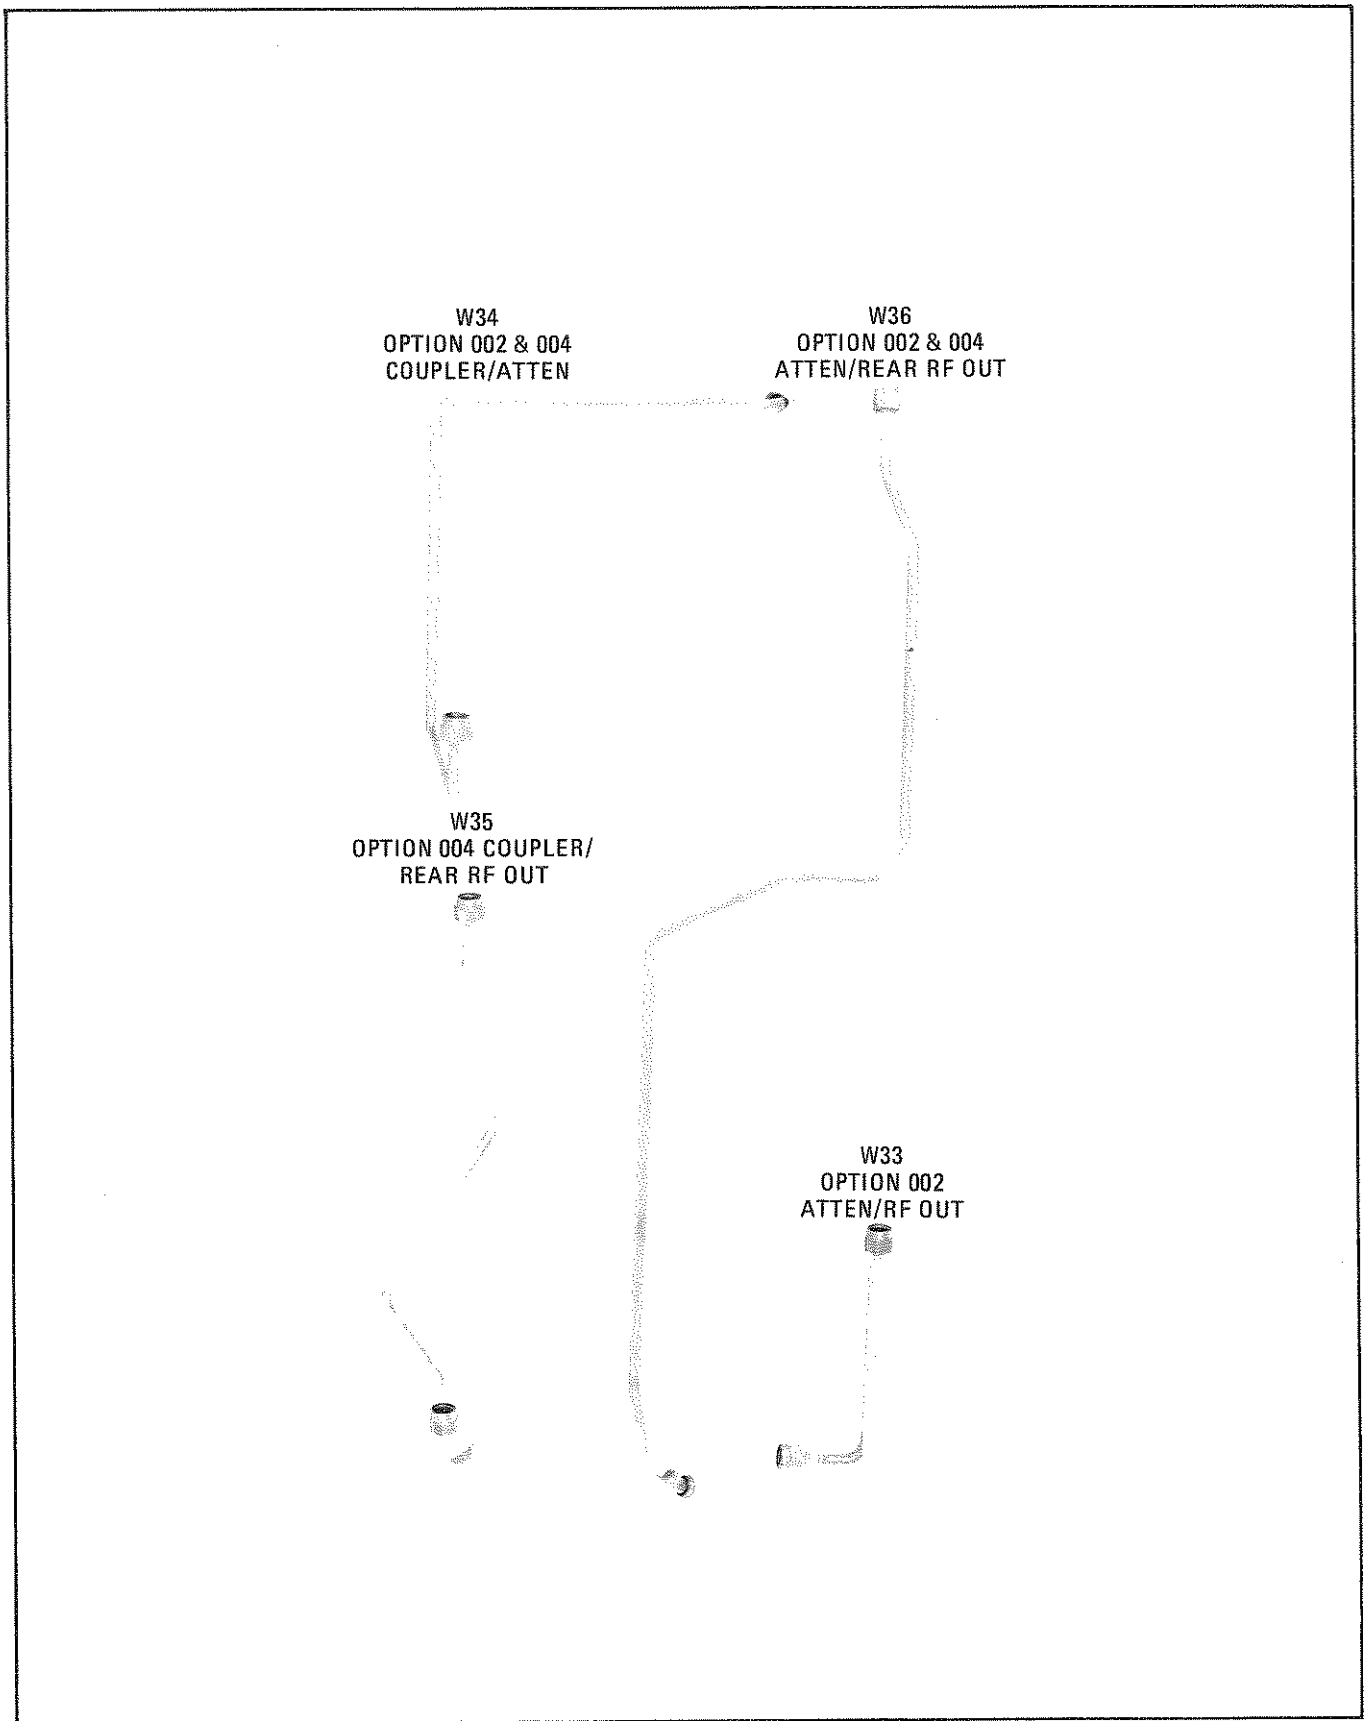 W34
OPTION 002 & 004
COUPLER/ATTEN
W36
OPTION 002 & 004
ATTEN/REAR RF OUT
W35
OPTION 004 COUPLER/
REAR RF OUT
W33
OPTION 002
ATTEN/RF OUT